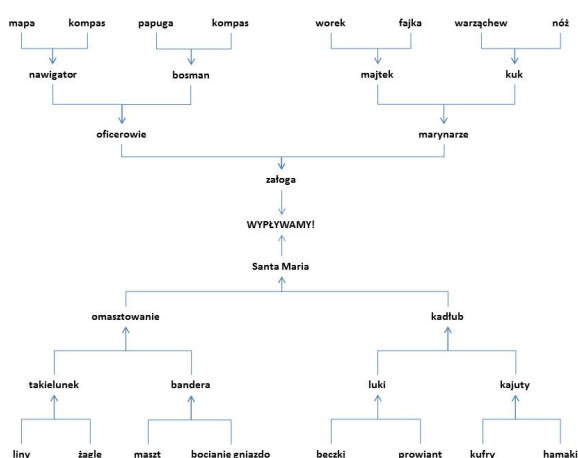 mapa kompas papuga kompas worek fajka warząchew nóż
nawigator bosman majtek kuk
oficerowie marynarze
załoga
WYPŁYWAMY!
Santa Maria
omasztowanie kadłub
takielunek bandera luki kajuty
liny żagle maszt bocianie gniazdo beczki prowiant kufry hamaki